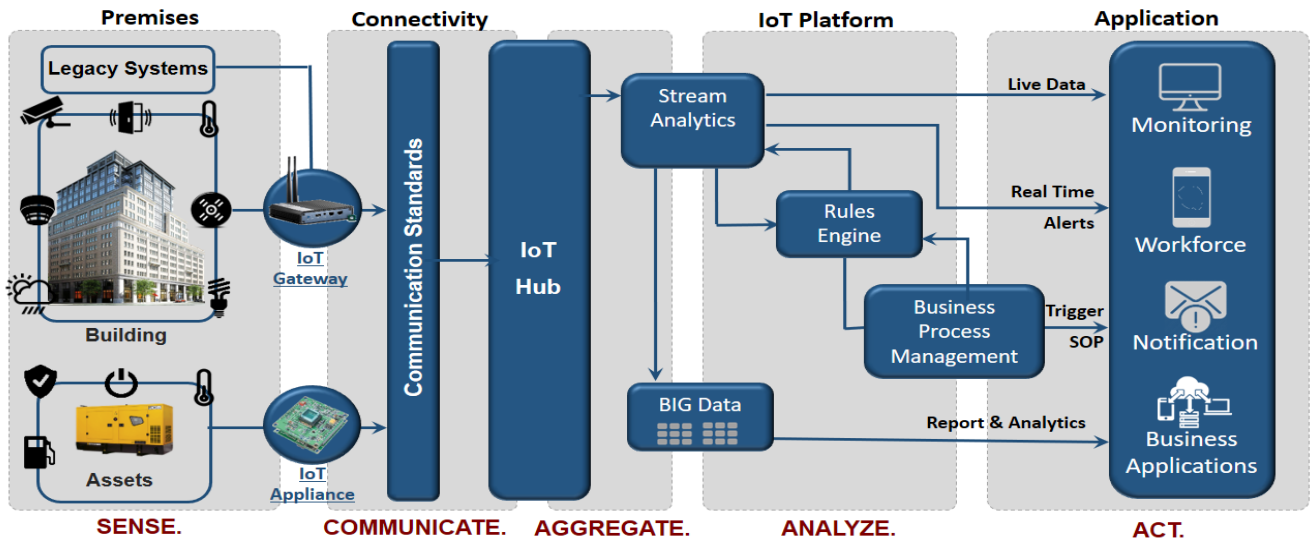 Premises
Connectivity
IoT Platform
Application
Legacy Systems
Building
Assets
IoT
Gateway
IoT
Appliance
Communication Standards
IoT
Hub
Stream
Analytics
Rules
Engine
Business
Process
Management
BIG Data
Live Data
Real Time
Alerts
Trigger
SOP
Report & Analytics
Monitoring
Workforce
Notification
Business
Applications
SENSE.
COMMUNICATE.
AGGREGATE.
ANALYZE.
ACT.